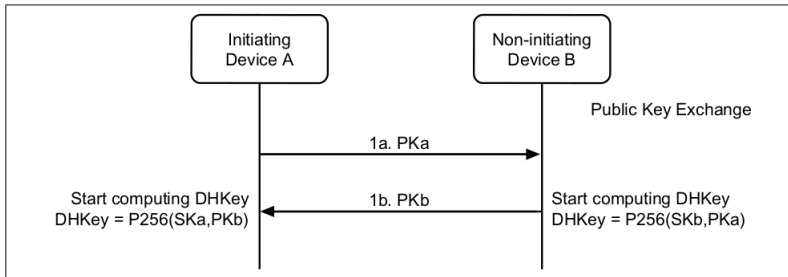 Initiating
Device A
Non-initiating
Device B
Public Key Exchange
1a. PKa
Start computing DHKey
DHKey = P256(SKa,PKb)
1b. PKb
Start computing DHKey
DHKey = P256(SKb,PKa)